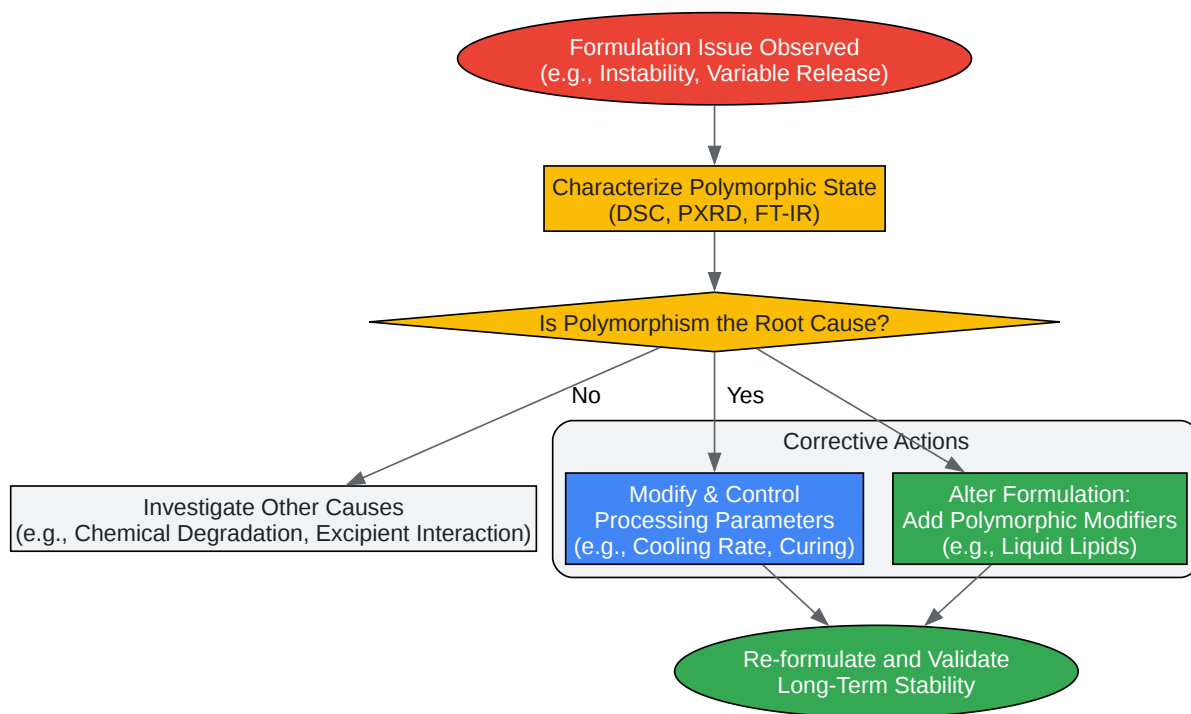 Formulation Issue Observed
(e.g., Instability, Variable Release)
Characterize Polymorphic State
(DSC, PXRD, FT-IR)
Is Polymorphism the Root Cause?
No
Yes
Corrective Actions
Investigate Other Causes
(e.g., Chemical Degradation, Excipient Interaction)
Modify & Control
Processing Parameters
(e.g., Cooling Rate, Curing)
Alter Formulation:
Add Polymorphic Modifiers
(e.g., Liquid Lipids)
Re-formulate and Validate
Long-Term Stability